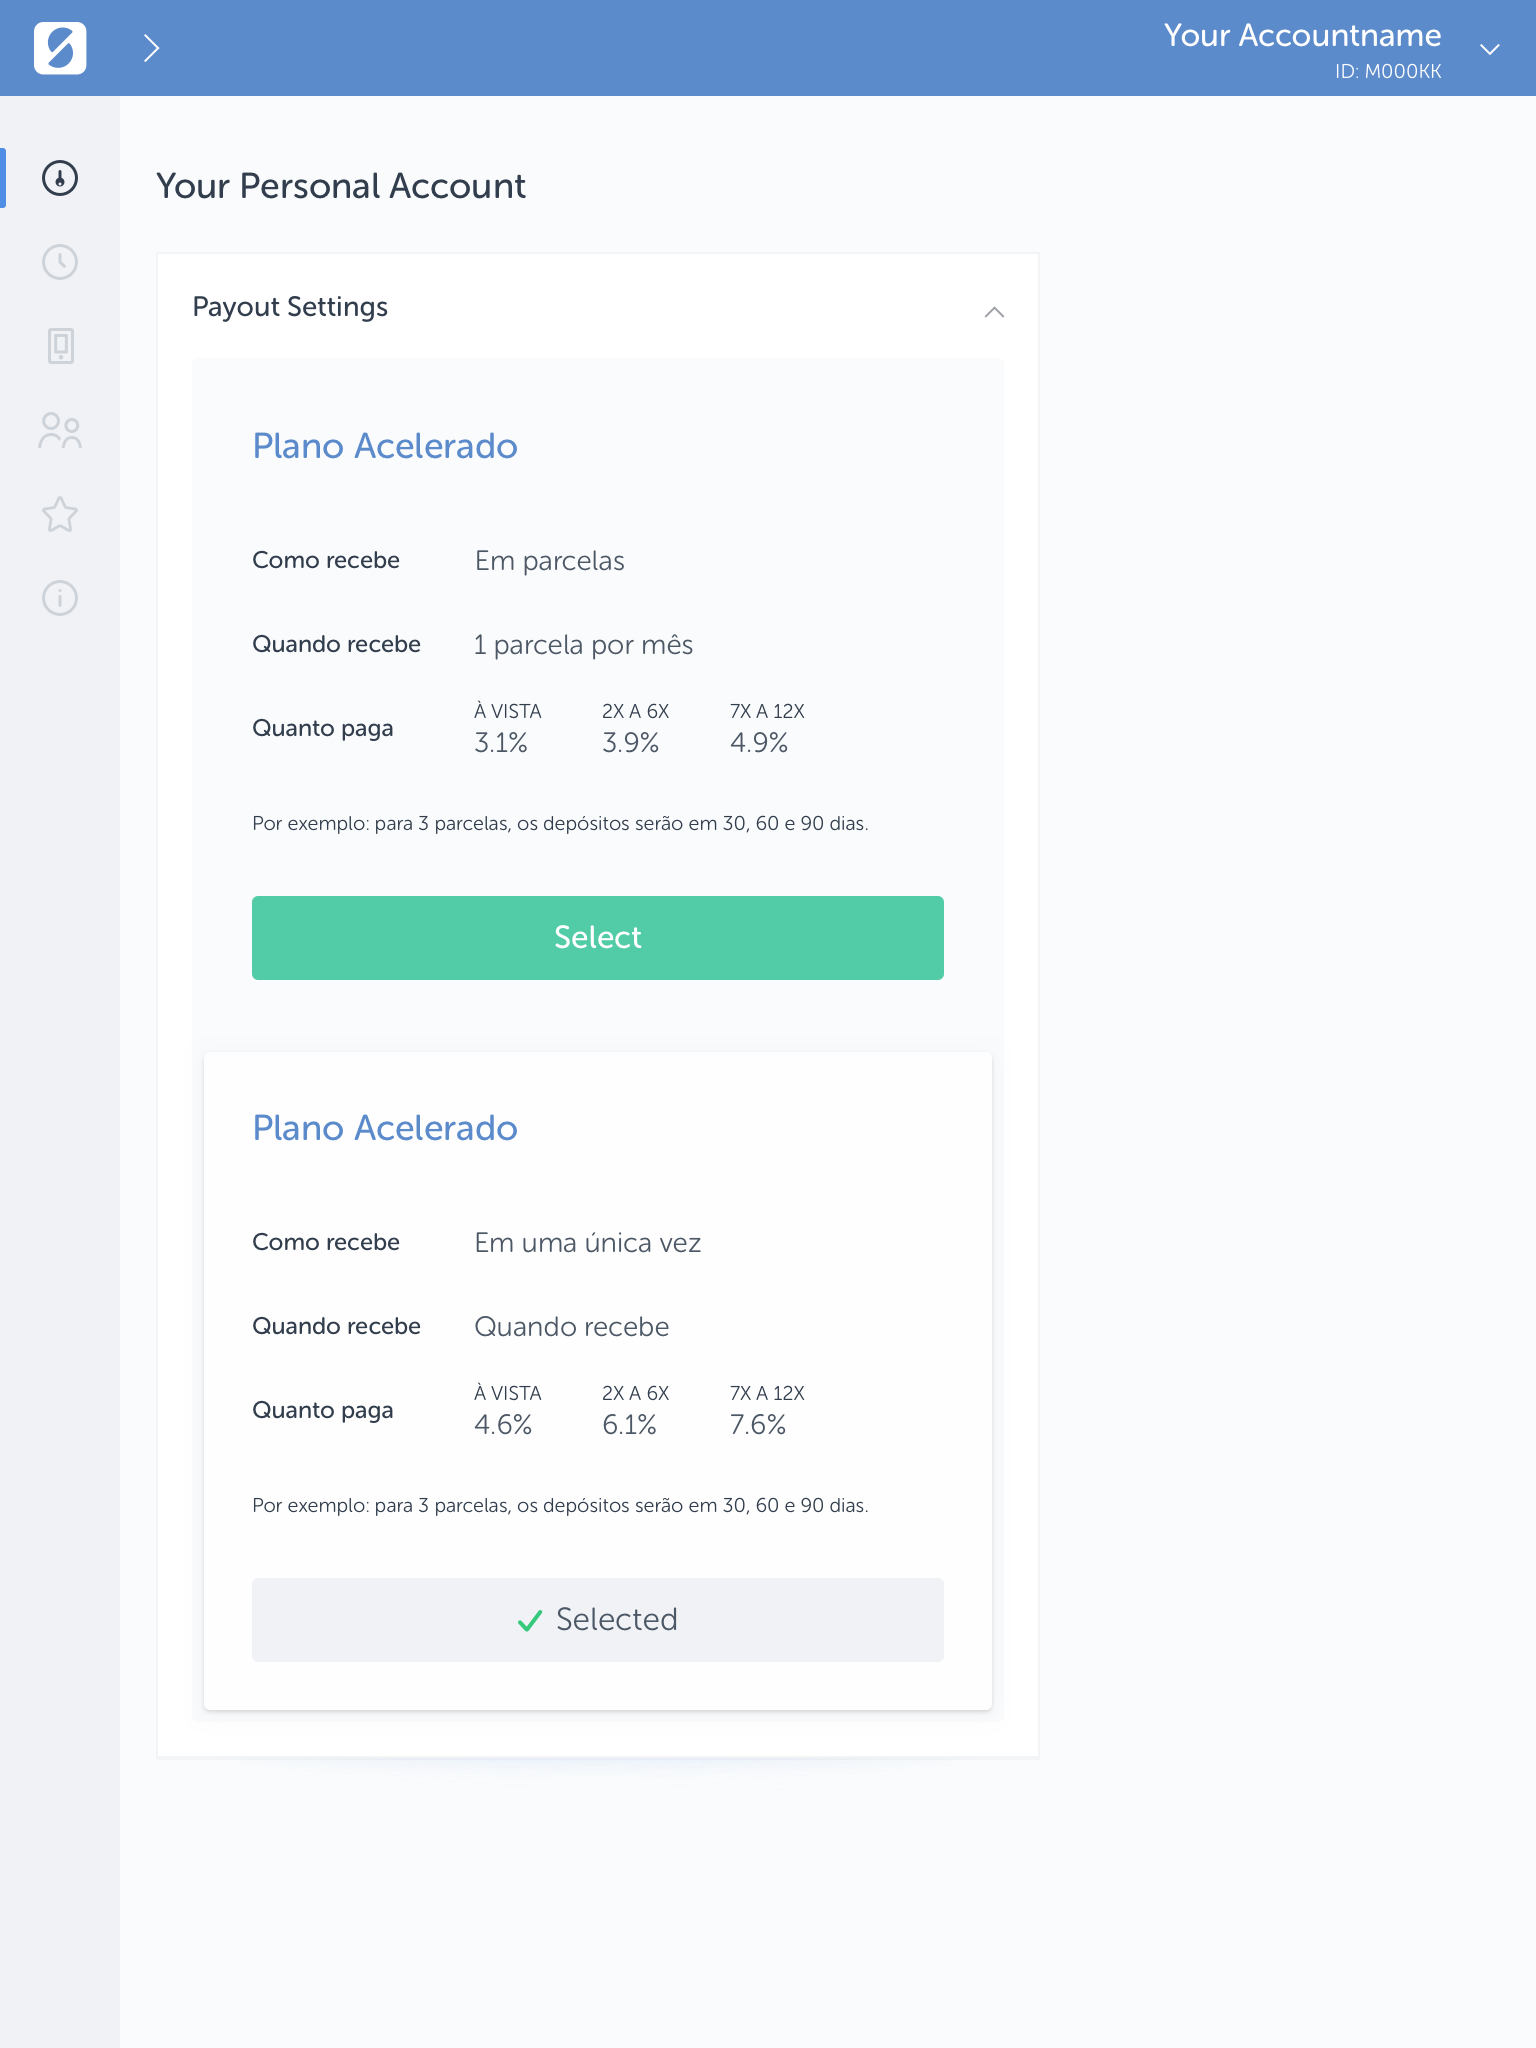 Your Accountname
ID: M000KK
Your Personal Account
Payout Settings
Plano Acelerado
Como recebe Em parcelas
Quando recebe 1 parcela por mês
À VISTA 2X A 6X 7X A 12X
Quanto paga
3.1% 3.9% 4.9%
Por exemplo: para 3 parcelas, os depósitos serão em 30, 60 e 90 dias.
Select
Plano Acelerado
Como recebe Em uma única vez
Quando recebe Quando recebe
À VISTA 2X A 6X 7X A 12X
Quanto paga
4.6% 6.1% 7.6%
Por exemplo: para 3 parcelas, os depósitos serão em 30, 60 e 90 dias.
Selected